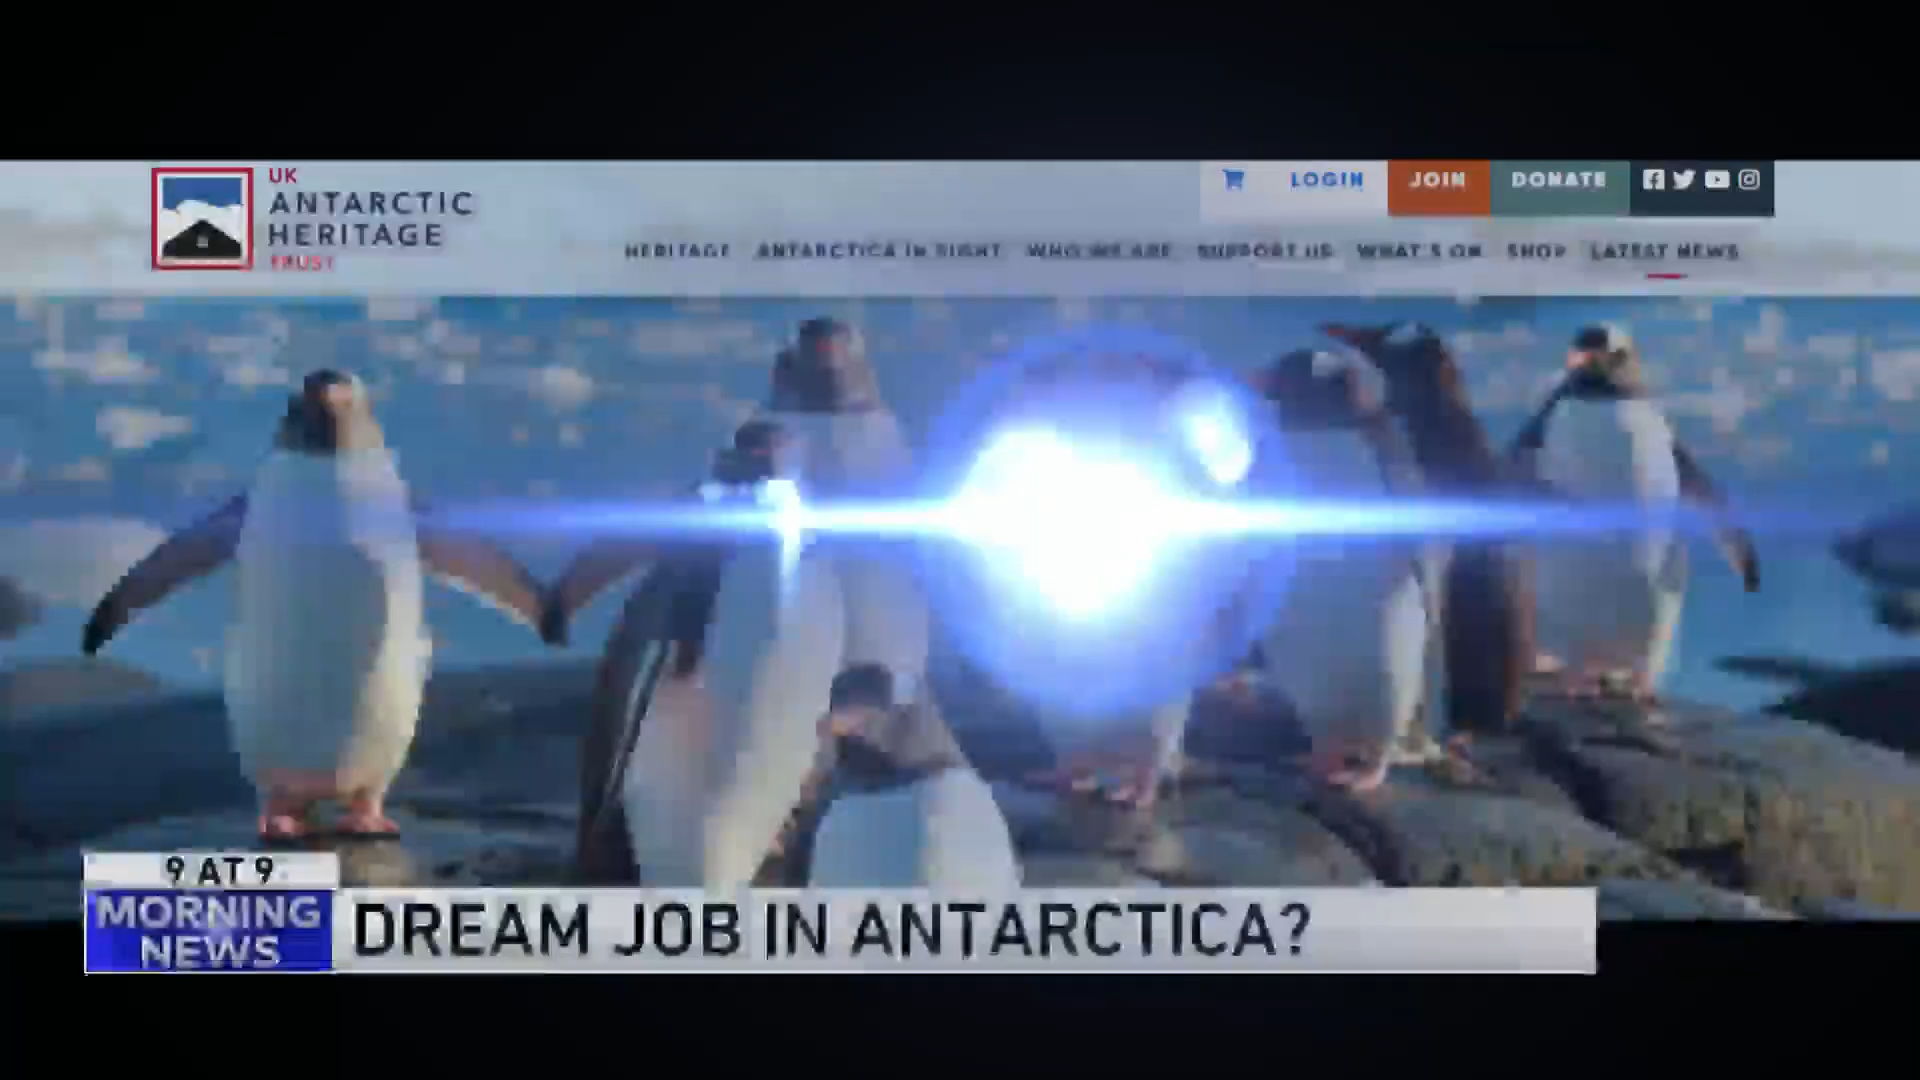 UK
ANTARCTIC
HERITAGE
TRUST
LOGIN JOIN DONATE
HERITAGE ANTARCTICA IN SIGHT WHO WE ARE SUPPORT US WHAT'S ON SHOP LATEST NEWS
9 AT 9
MORNING
NEWS
DREAM JOB IN ANTARCTICA?